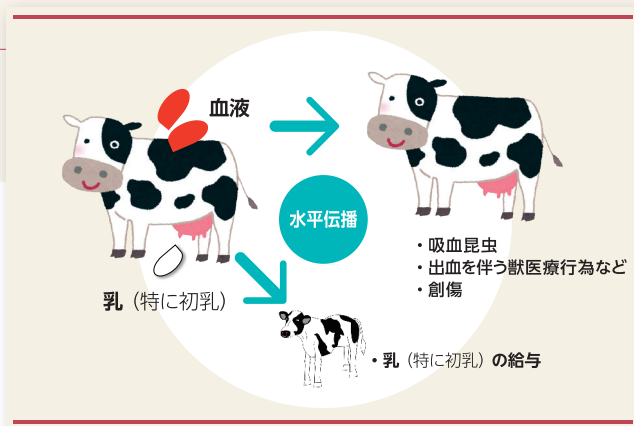 血液
水平伝播
・吸血昆虫
・出血を伴う獣医療行為など
・創傷
乳（特に初乳）
・乳（特に初乳）の給与